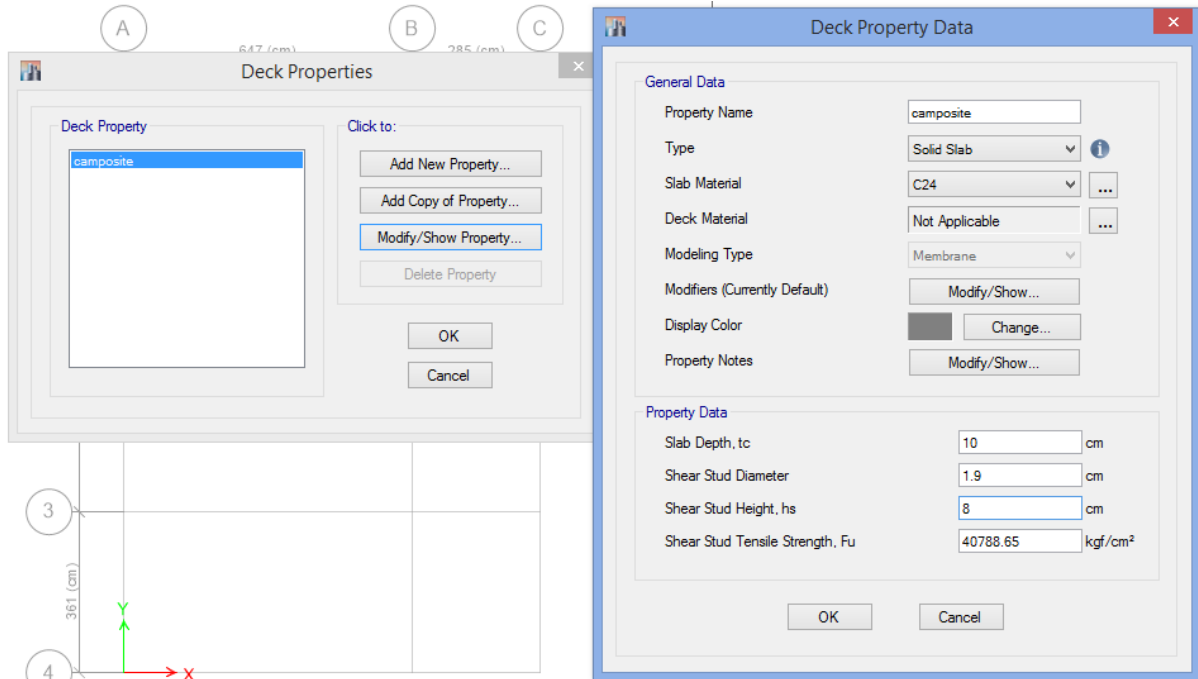 A
B
C
647 (cm)
285 (cm)
Deck Properties
Deck Property
camposite
Click to:
Add New Property...
Add Copy of Property...
Modify/Show Property...
Delete Property
OK
Cancel
3
361 (cm)
Y
X
4
Deck Property Data
General Data
Property Name
camposite
Type
Solid Slab
Slab Material
C24
...
Deck Material
Not Applicable
...
Modeling Type
Membrane
Modifiers (Currently Default)
Modify/Show...
Display Color
Change...
Property Notes
Modify/Show...
Property Data
Slab Depth, tc
10
cm
Shear Stud Diameter
1.9
cm
Shear Stud Height, hs
8
cm
Shear Stud Tensile Strength, Fu
40788.65
kgf/cm²
OK
Cancel